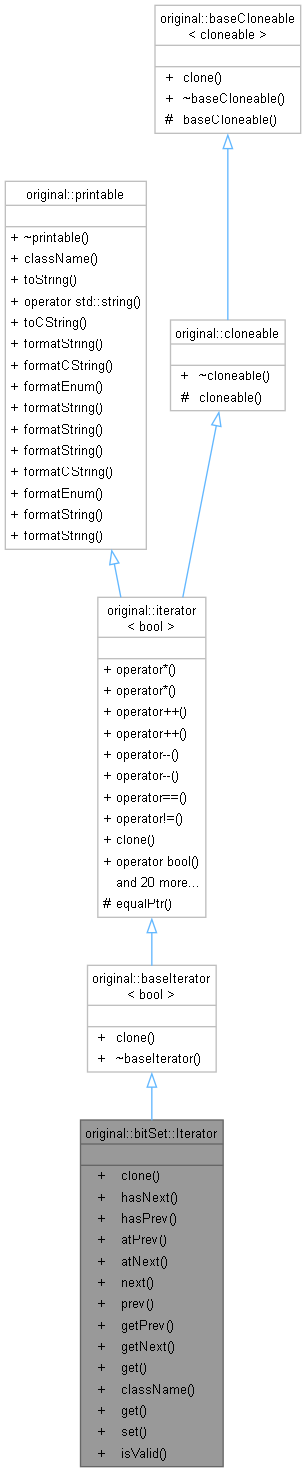 original::baseCloneable
< cloneable >
+ clone()
+ ~baseCloneable()
# baseCloneable()
original::printable
+ ~printable()
+ className()
+ toString()
+ operator std::string()
+ toCString()
+ formatString()
+ formatCString()
+ formatEnum()
+ formatString()
+ formatString()
+ formatString()
+ formatCString()
+ formatEnum()
+ formatString()
+ formatString()
original::cloneable
+ ~cloneable()
# cloneable()
original::iterator
< bool >
+ operator*()
+ operator*()
+ operator++()
+ operator++()
+ operator--()
+ operator--()
+ operator==()
+ operator!=()
+ clone()
+ operator bool()
and 20 more...
# equalPtr()
original::baseIterator
< bool >
+ clone()
+ ~baseIterator()
original::bitSet::Iterator
+ clone()
+ hasNext()
+ hasPrev()
+ atPrev()
+ atNext()
+ next()
+ prev()
+ getPrev()
+ getNext()
+ get()
+ className()
+ get()
+ set()
+ isValid()